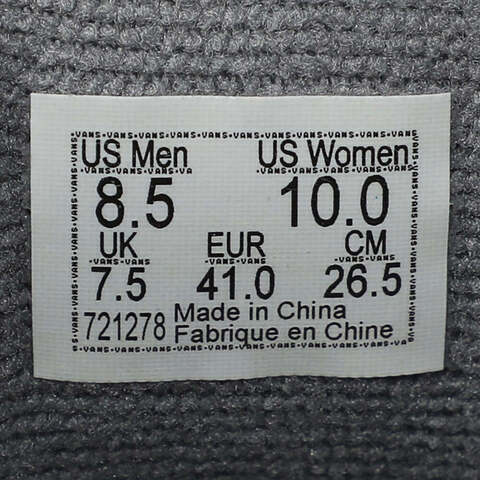 VANS VANS VANS VANS VANS VANS VANS VANS VANS
US Men US Women
8.5 10.0
UK EUR CM
7.5 41.0 26.5
721278 Made in China
Fabrique en Chine